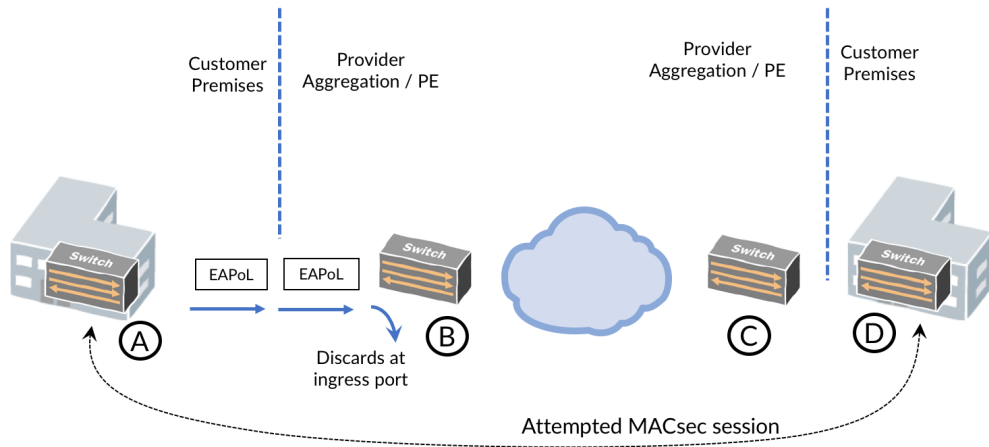 Customer
Premises
Provider
Aggregation / PE
Provider
Aggregation / PE
Customer
Premises
Switch
EAPoL
EAPoL
Switch
Switch
Switch
A
B
C
D
Discards at
ingress port
Attempted MACsec session